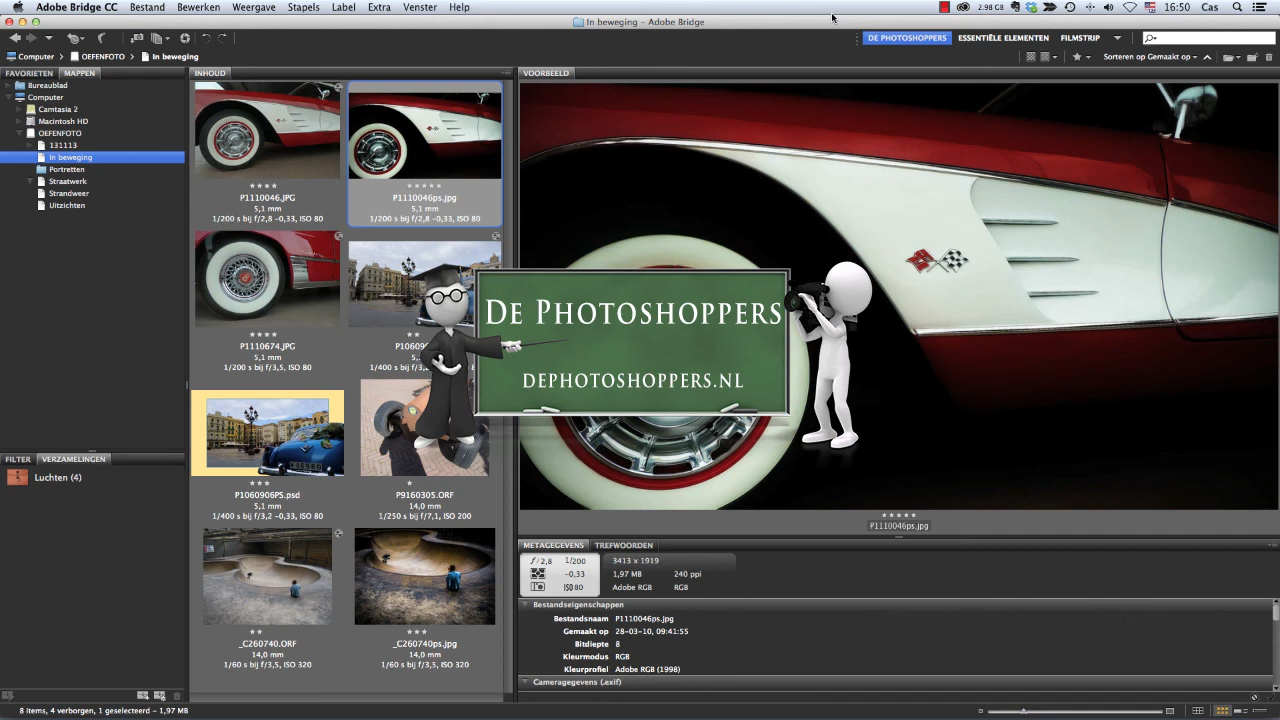 Adobe Bridge CC Bestand Bewerken Weergave Stapels Label Extra Venster Help 2.98 GB 16:50 Cas
In beweging – Adobe Bridge
DE PHOTOSHOPPERS ESSENTIËLE ELEMENTEN FILMSTRIP
Computer OEFENFOTO In beweging Sorteren op Gemaakt op
FAVORIETEN MAPPEN
Bureaublad
Computer
Camtasia 2
Macintosh HD
OEFENFOTO
131113
In beweging
Portretten
Straatwerk
Strandweer
Uitzichten
FILTER VERZAMELINGEN
Luchten (4)
INHOUD
P1110046.JPG
5,1 mm
1/200 s bij f/2,8 -0,33, ISO 80
P1110046ps.jpg
5,1 mm
1/200 s bij f/2,8 -0,33, ISO 80
P1110674.JPG
5,1 mm
1/200 s bij f/3,5, ISO 80
5,
1/400 s bij f/3,
P1060906PS.psd
5,1 mm
1/400 s bij f/3,2 -0,33, ISO 80
P9160305.ORF
14,0 mm
1/250 s bij f/7,1, ISO 200
_C260740.ORF
14,0 mm
1/60 s bij f/3,5, ISO 320
_C260740ps.jpg
14,0 mm
1/60 s bij f/3,5, ISO 320
VOORBEELD
De Photoshoppers
dephotoshoppers.nl
P1110046ps.jpg
METAGEGEVENS TREFWOORDEN
ƒ/2,8 1/200
-0,33
ISO 80
3413 x 1919
1,97 MB 240 ppi
Adobe RGB RGB
Bestandseigenschappen
Bestandsnaam P1110046ps.jpg
Gemaakt op 28-03-10, 09:41:55
Bitdiepte 8
Kleurmodus RGB
Kleurprofiel Adobe RGB (1998)
Cameragegevens (.exif)
8 items, 4 verborgen, 1 geselecteerd – 1,97 MB